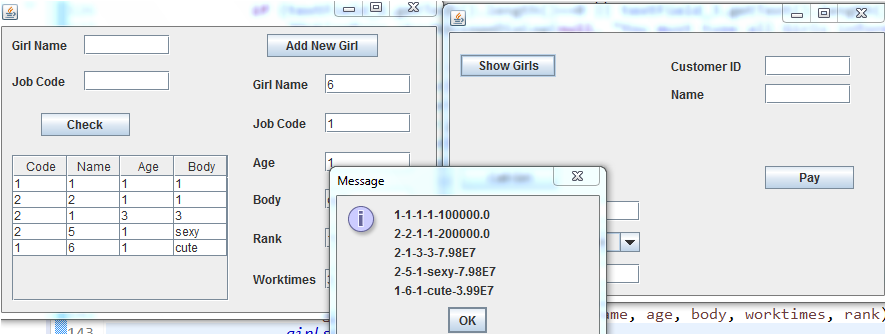 Girl Name
Add New Girl
Job Code
Girl Name 6
Check
Job Code 1
Code Name Age Body
1 1 1 1
2 2 1 1
2 1 3 3
2 5 1 sexy
1 6 1 cute
Age 1
Body
Rank
Worktimes
Show Girls
Customer ID
Name
Pay
Message
1-1-1-1-100000.0
2-2-1-1-200000.0
2-1-3-3-7.98E7
2-5-1-sexy-7.98E7
1-6-1-cute-3.99E7
OK
143
ame, age, body, worktimes, rank)